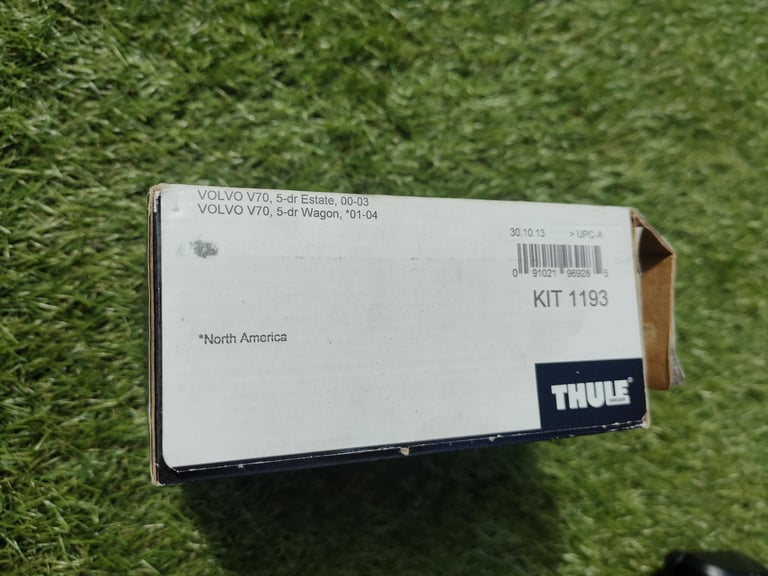 VOLVO V70, 5-dr Estate, 00-03
VOLVO V70, 5-dr Wagon, *01-04
30.10.13 > UPC-A
0 91021 96928 5
KIT 1193
*North America
THULE
SWEDEN